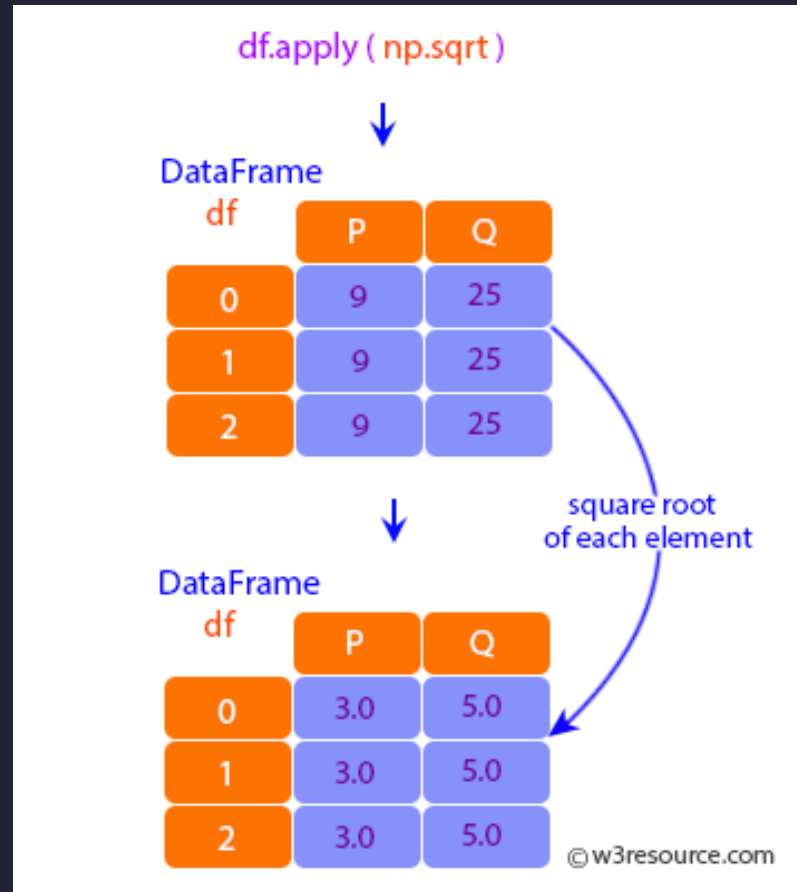 df.apply ( np.sqrt )
DataFrame
df
P Q
0 9 25
1 9 25
2 9 25
square root
of each element
DataFrame
df
P Q
0 3.0 5.0
1 3.0 5.0
2 3.0 5.0
© w3resource.com